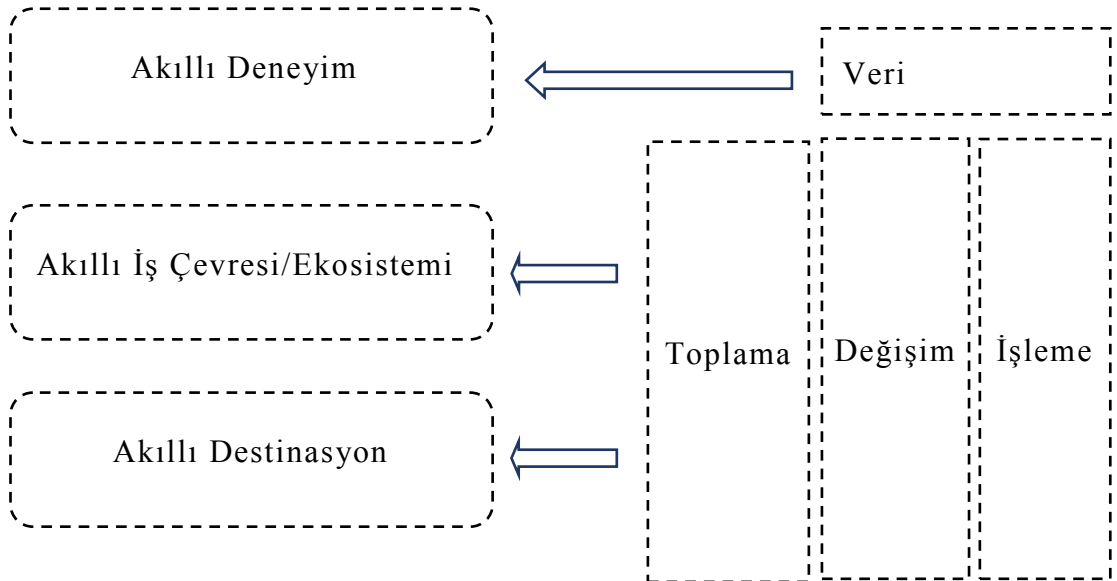 Akıllı Deneyim
Veri
Akıllı İş Çevresi/Ekosistemi
Toplama
Değişim
İşleme
Akıllı Destinasyon